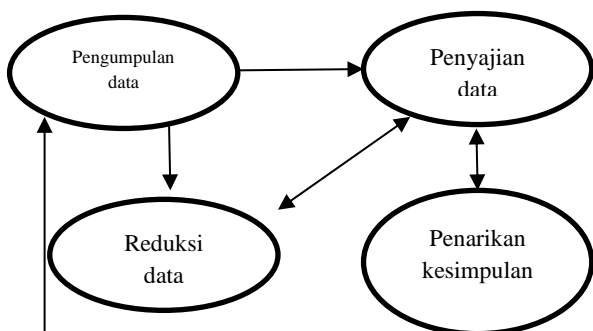 Pengumpulan
data
Penyajian
data
Reduksi
data
Penarikan
kesimpulan